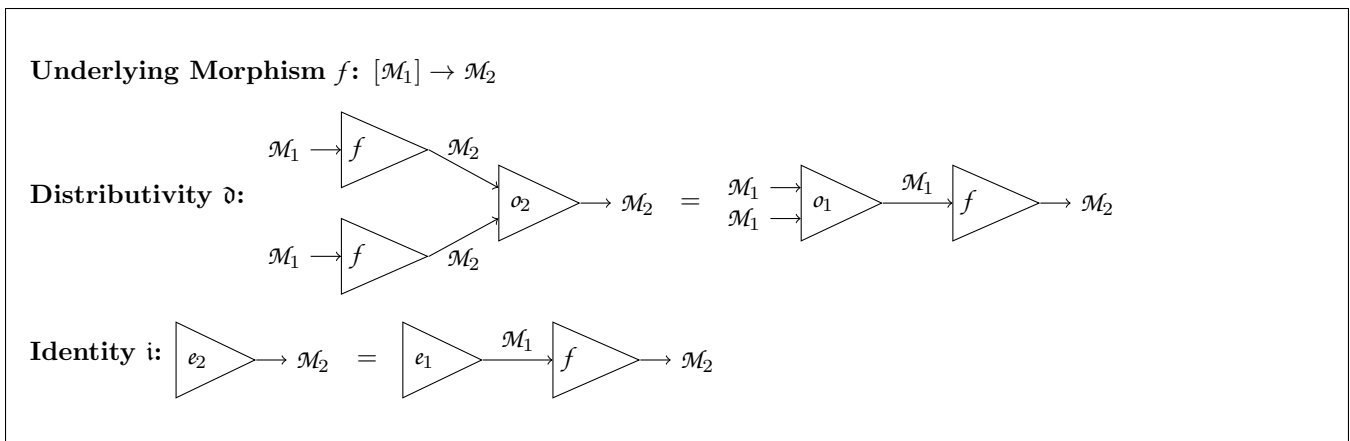 Underlying Morphism f: [ℳ₁] → ℳ₂
ℳ₁ f ℳ₂
Distributivity 𝔡: o₂ ℳ₂ = ℳ₁ ℳ₁ o₁ ℳ₁ f ℳ₂
ℳ₁ f ℳ₂
Identity 𝔦: e₂ ℳ₂ = e₁ ℳ₁ f ℳ₂